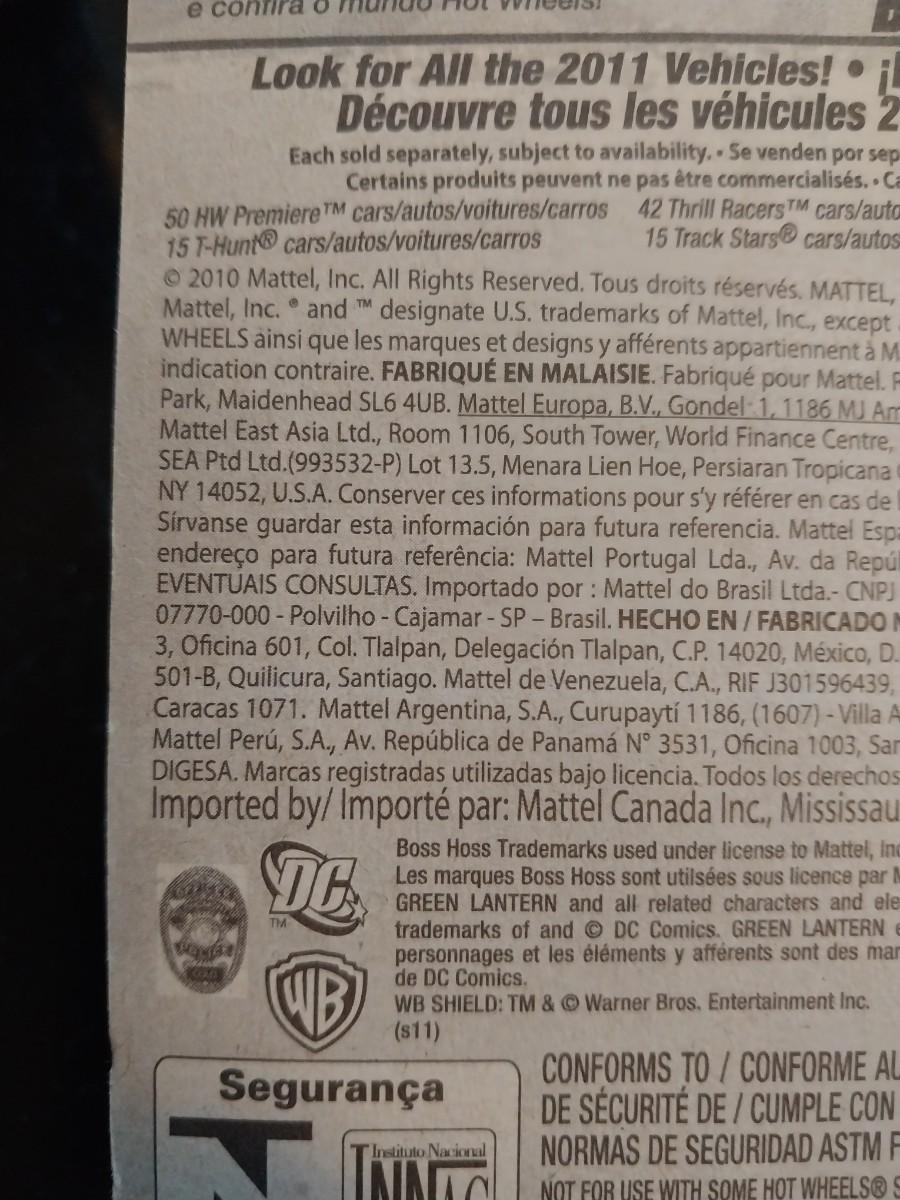 e confira o mundo Hot Wheels!
Look for All the 2011 Vehicles! •
Découvre tous les véhicules
Each sold separately, subject to availability. • Se venden por
Certains produits peuvent ne pas être commercialisés. •
50 HW Premiere™ cars/autos/voitures/carros 42 Thrill Racers™
15 T-Hunt® cars/autos/voitures/carros 15 Track Stars® cars/autos
© 2010 Mattel, Inc. All Rights Reserved. Tous droits réservés. MATTEL,
Mattel, Inc. ® and ™ designate U.S. trademarks of Mattel, Inc., except
WHEELS ainsi que les marques et designs y afférents appartiennent à
indication contraire. FABRIQUÉ EN MALAISIE. Fabriqué pour Mattel.
Park, Maidenhead SL6 4UB. Mattel Europa, B.V., Gondel 1, 1186 MJ
Mattel East Asia Ltd., Room 1106, South Tower, World Finance Centre,
SEA Ptd Ltd.(993532-P) Lot 13.5, Menara Lien Hoe, Persiaran Tropicana
NY 14052, U.S.A. Conserver ces informations pour s'y référer en cas de
Sírvanse guardar esta información para futura referencia. Mattel
endereço para futura referência: Mattel Portugal Lda., Av. da
EVENTUAIS CONSULTAS. Importado por : Mattel do Brasil Ltda.- CNPJ
07770-000 - Polvilho - Cajamar - SP – Brasil. HECHO EN / FABRICADO
3, Oficina 601, Col. Tlalpan, Delegación Tlalpan, C.P. 14020, México,
501-B, Quilicura, Santiago. Mattel de Venezuela, C.A., RIF J301596439,
Caracas 1071. Mattel Argentina, S.A., Curupaytí 1186, (1607) - Villa
Mattel Perú, S.A., Av. República de Panamá N° 3531, Oficina 1003,
DIGESA. Marcas registradas utilizadas bajo licencia. Todos los derechos
Imported by/ Importé par: Mattel Canada Inc.,
Boss Hoss Trademarks used under license to Mattel,
Les marques Boss Hoss sont utilsées sous licence par
GREEN LANTERN and all related characters and
trademarks of and © DC Comics. GREEN LANTERN
personnages et les éléments y afférents sont des
de DC Comics.
WB SHIELD: TM & © Warner Bros. Entertainment Inc.
(s11)
DC
TM
OFFICER
POLICE
WB
Segurança
Instituto Nacional
CONFORMS TO / CONFORME
DE SÉCURITÉ DE / CUMPLE CON
NORMAS DE SEGURIDAD ASTM
NOT FOR USE WITH SOME HOT WHEELS®